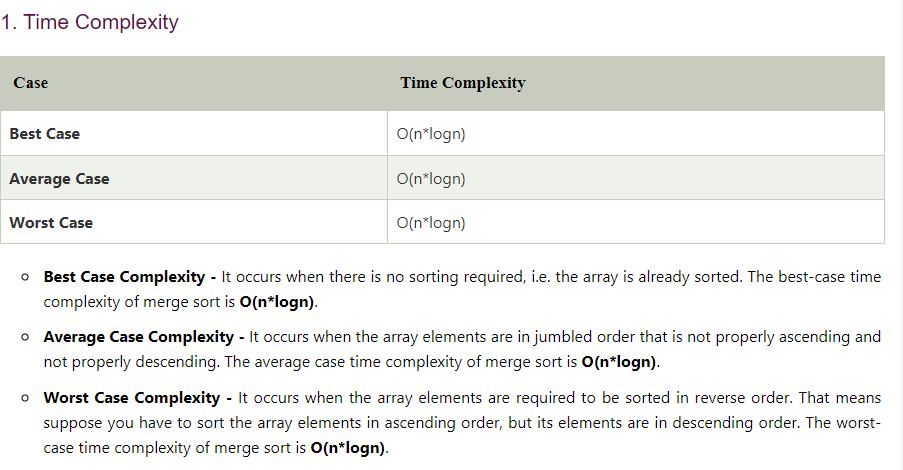 1. Time Complexity
Case Time Complexity
Best Case O(n*logn)
Average Case O(n*logn)
Worst Case O(n*logn)
Best Case Complexity - It occurs when there is no sorting required, i.e. the array is already sorted. The best-case time
complexity of merge sort is O(n*logn).
Average Case Complexity - It occurs when the array elements are in jumbled order that is not properly ascending and
not properly descending. The average case time complexity of merge sort is O(n*logn).
Worst Case Complexity - It occurs when the array elements are required to be sorted in reverse order. That means
suppose you have to sort the array elements in ascending order, but its elements are in descending order. The worst-
case time complexity of merge sort is O(n*logn).